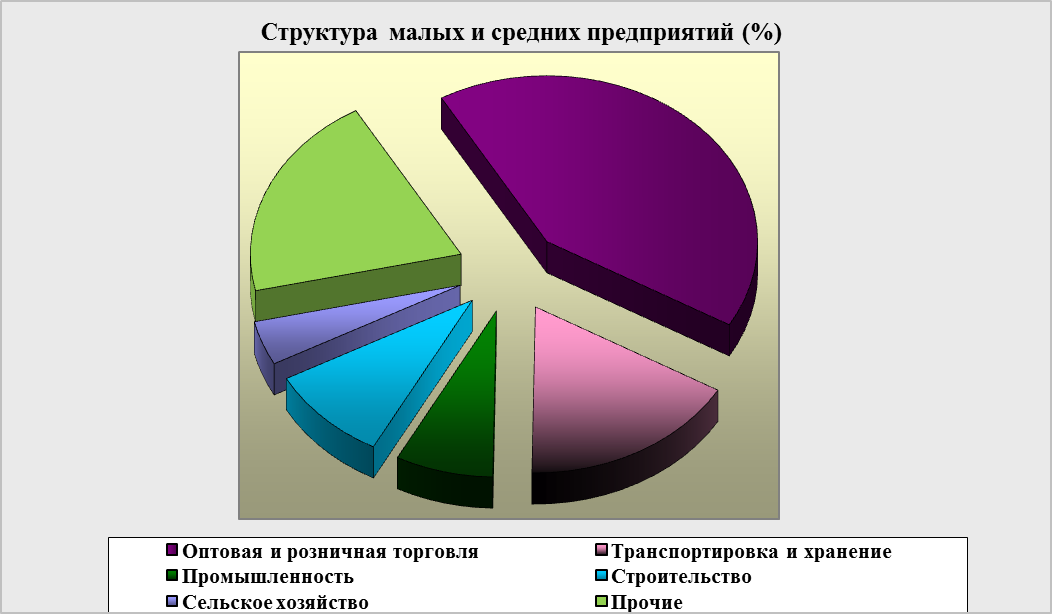 Структура малых и средних предприятий (%)
Оптовая и розничная торговля
Транспортировка и хранение
Промышленность
Строительство
Сельское хозяйство
Прочие